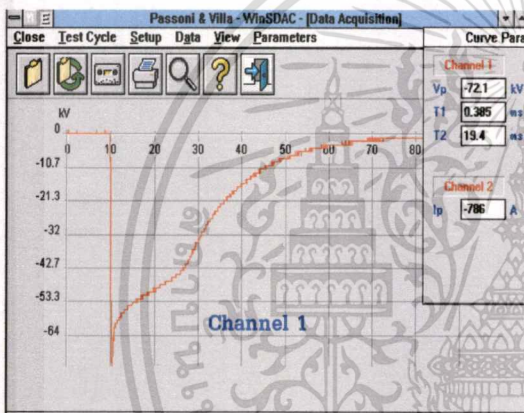 Passoni & Villa - WinSDAC - [Data Acquisition]
Close Test Cycle Setup Data View Parameters
Curve Para
Channel 1
Vp -72.1 kV
T1 0.385 ms
T2 19.4 ms
Channel 2
Ip -786 A
kV
0 10 20 30 40 50 60 70 80
0
-10.7
-21.3
-32
-42.7
-53.3
-64
Channel 1